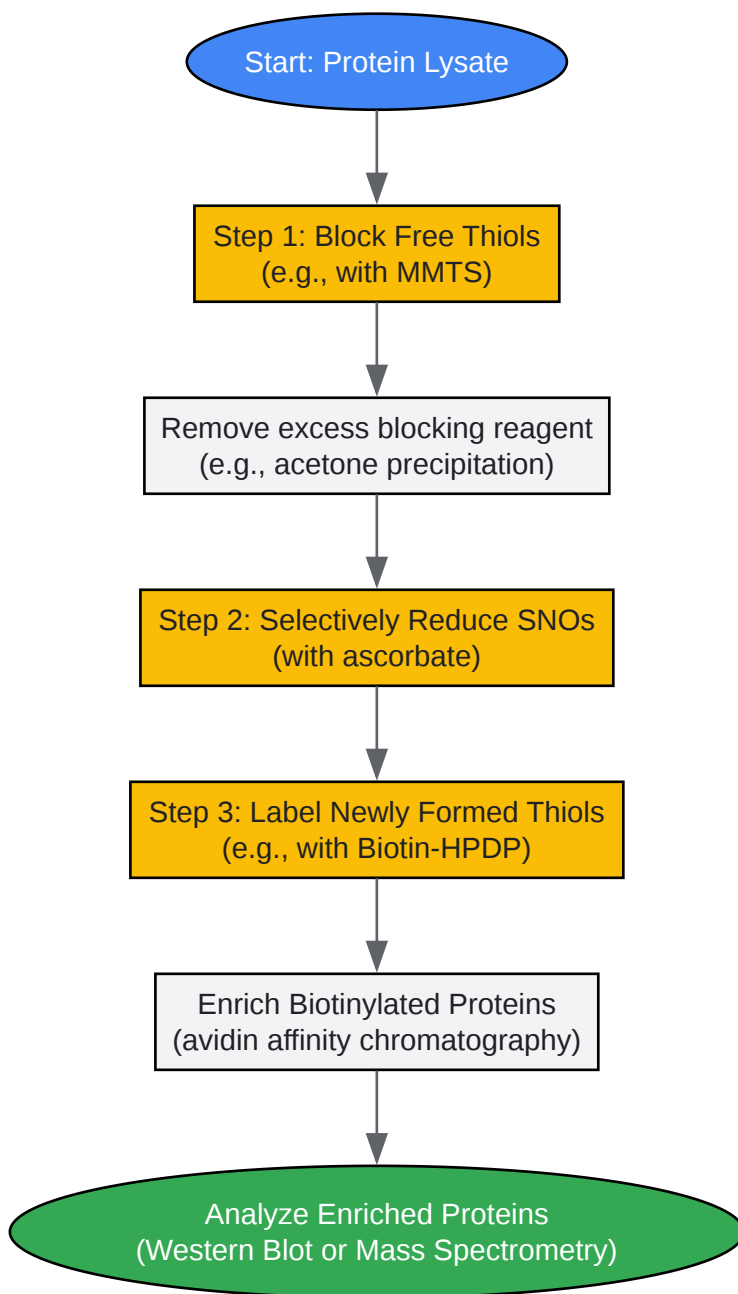 Start: Protein Lysate
Step 1: Block Free Thiols
(e.g., with MMTS)
Remove excess blocking reagent
(e.g., acetone precipitation)
Step 2: Selectively Reduce SNOs
(with ascorbate)
Step 3: Label Newly Formed Thiols
(e.g., with Biotin-HPDP)
Enrich Biotinylated Proteins
(avidin affinity chromatography)
Analyze Enriched Proteins
(Western Blot or Mass Spectrometry)